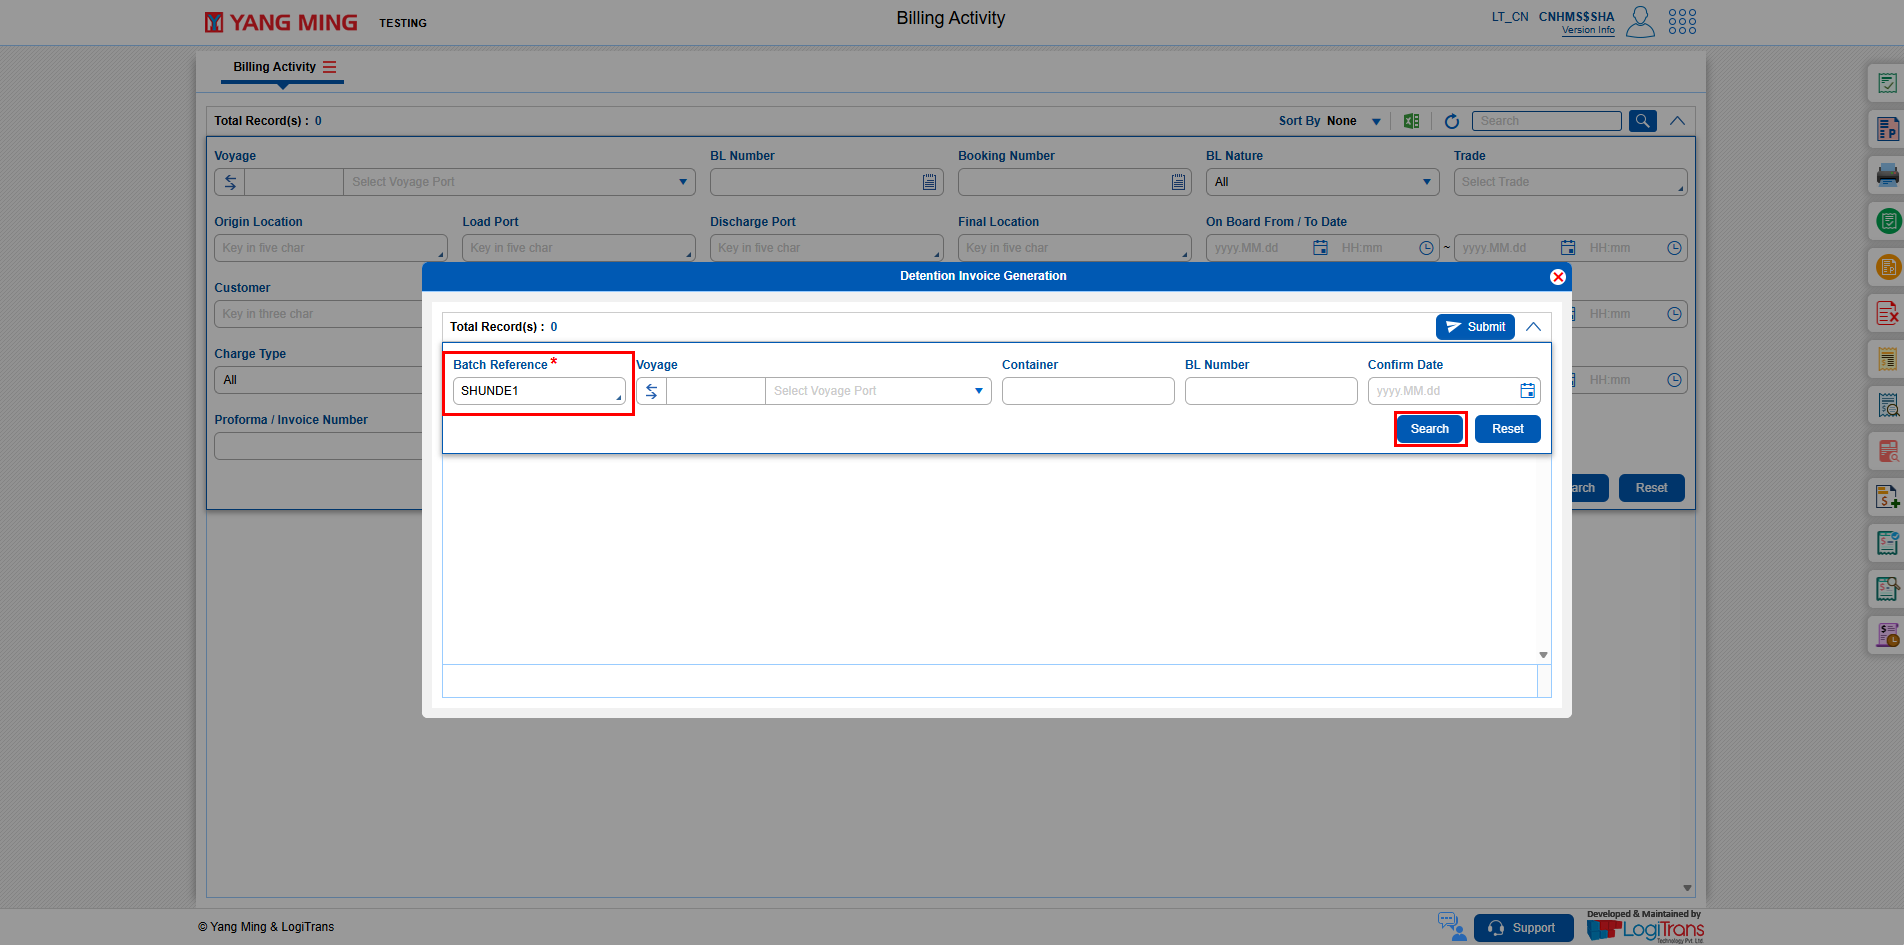 YANG MING TESTING
Billing Activity
LT_CN CNHMS$SHA
Version Info
Billing Activity
Total Record(s) : 0
Sort By None
Search
Voyage
BL Number
Booking Number
BL Nature
Trade
Select Voyage Port
All
Select Trade
Origin Location
Load Port
Discharge Port
Final Location
On Board From / To Date
Key in five char
Key in five char
Key in five char
Key in five char
yyyy.MM.dd HH:mm ~ yyyy.MM.dd HH:mm
Customer
Key in three char
HH:mm
Charge Type
All
HH:mm
Proforma / Invoice Number
arch
Reset
Detention Invoice Generation
Total Record(s) : 0
Submit
Batch Reference *
Voyage
Container
BL Number
Confirm Date
SHUNDE1
Select Voyage Port
yyyy.MM.dd
Search
Reset
© Yang Ming & LogiTrans
Support
Developed & Maintained by
LogiTrans
Technology Pvt. Ltd.